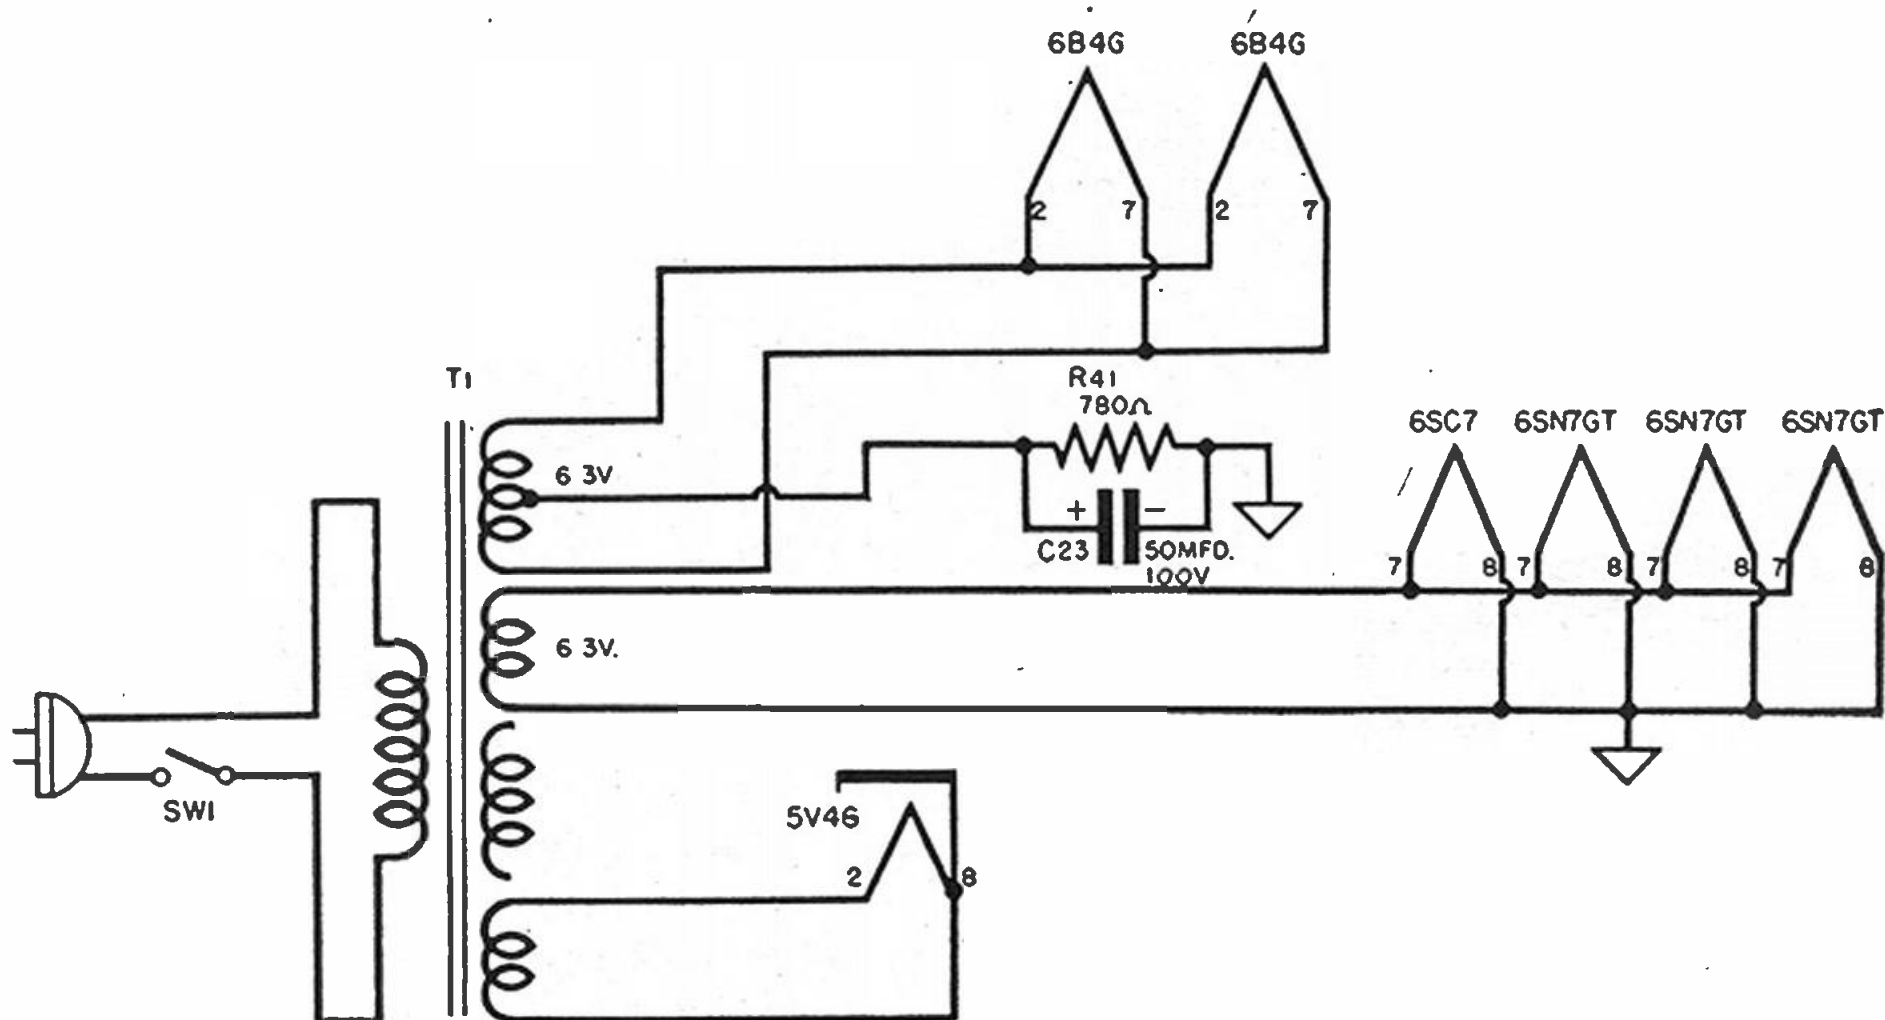 6B4G 6B4G
2 7 2 7
T1
R41
780Ω
6SC7 6SN7GT 6SN7GT 6SN7GT
6 3V
+ −
C23 50MFD.
100V
7 8 7 8 7 8 7 8
6 3V.
SW1
5V4G
2 8